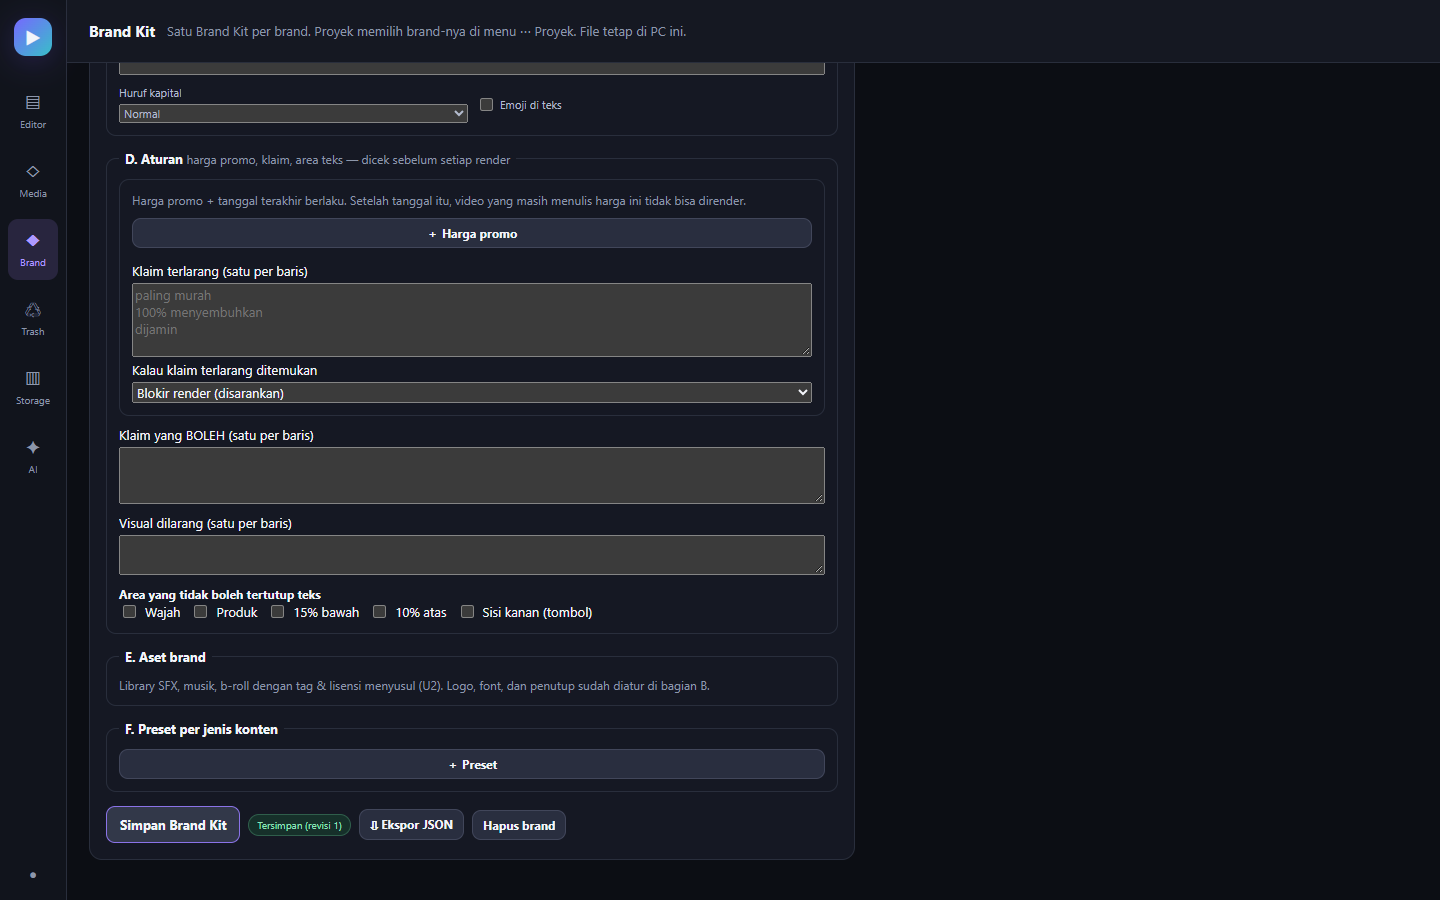 Brand Kit Satu Brand Kit per brand. Proyek memilih brand-nya di menu ··· Proyek. File tetap di PC ini.
Editor
Media
Brand
Trash
Storage
AI
Huruf kapital
Normal
Emoji di teks
D. Aturan harga promo, klaim, area teks — dicek sebelum setiap render
Harga promo + tanggal terakhir berlaku. Setelah tanggal itu, video yang masih menulis harga ini tidak bisa dirender.
+ Harga promo
Klaim terlarang (satu per baris)
paling murah
100% menyembuhkan
dijamin
Kalau klaim terlarang ditemukan
Blokir render (disarankan)
Klaim yang BOLEH (satu per baris)
Visual dilarang (satu per baris)
Area yang tidak boleh tertutup teks
Wajah Produk 15% bawah 10% atas Sisi kanan (tombol)
E. Aset brand
Library SFX, musik, b-roll dengan tag & lisensi menyusul (U2). Logo, font, dan penutup sudah diatur di bagian B.
F. Preset per jenis konten
+ Preset
Simpan Brand Kit
Tersimpan (revisi 1)
⇩ Ekspor JSON
Hapus brand